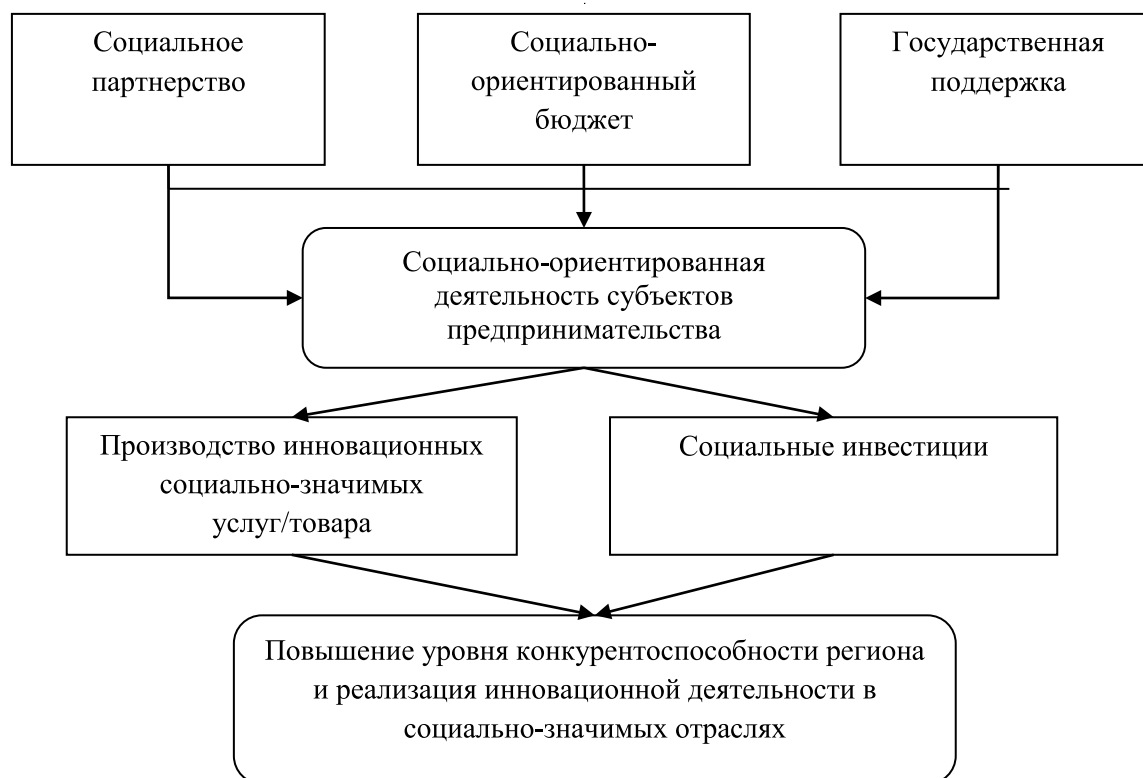 Социальное
партнерство
Социально-
ориентированный
бюджет
Государственная
поддержка
Социально-ориентированная
деятельность субъектов
предпринимательства
Производство инновационных
социально-значимых
услуг/товара
Социальные инвестиции
Повышение уровня конкурентоспособности региона
и реализация инновационной деятельности в
социально-значимых отраслях